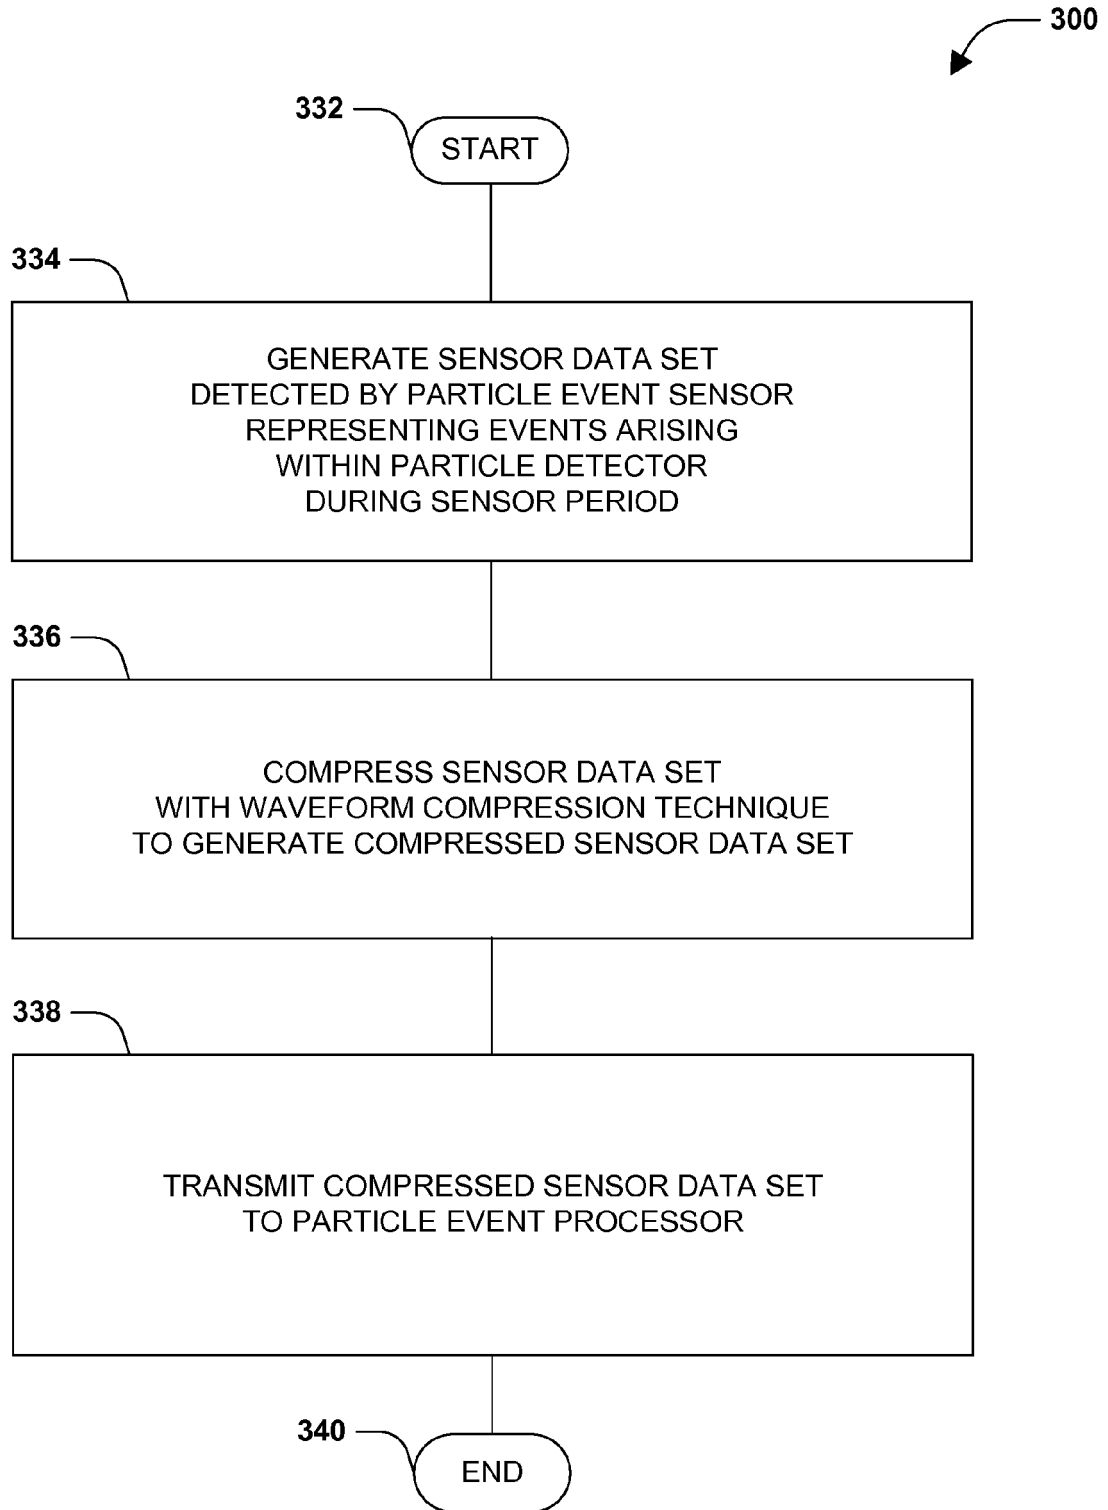 300
332
START
334
GENERATE SENSOR DATA SET
DETECTED BY PARTICLE EVENT SENSOR
REPRESENTING EVENTS ARISING
WITHIN PARTICLE DETECTOR
DURING SENSOR PERIOD
336
COMPRESS SENSOR DATA SET
WITH WAVEFORM COMPRESSION TECHNIQUE
TO GENERATE COMPRESSED SENSOR DATA SET
338
TRANSMIT COMPRESSED SENSOR DATA SET
TO PARTICLE EVENT PROCESSOR
340
END